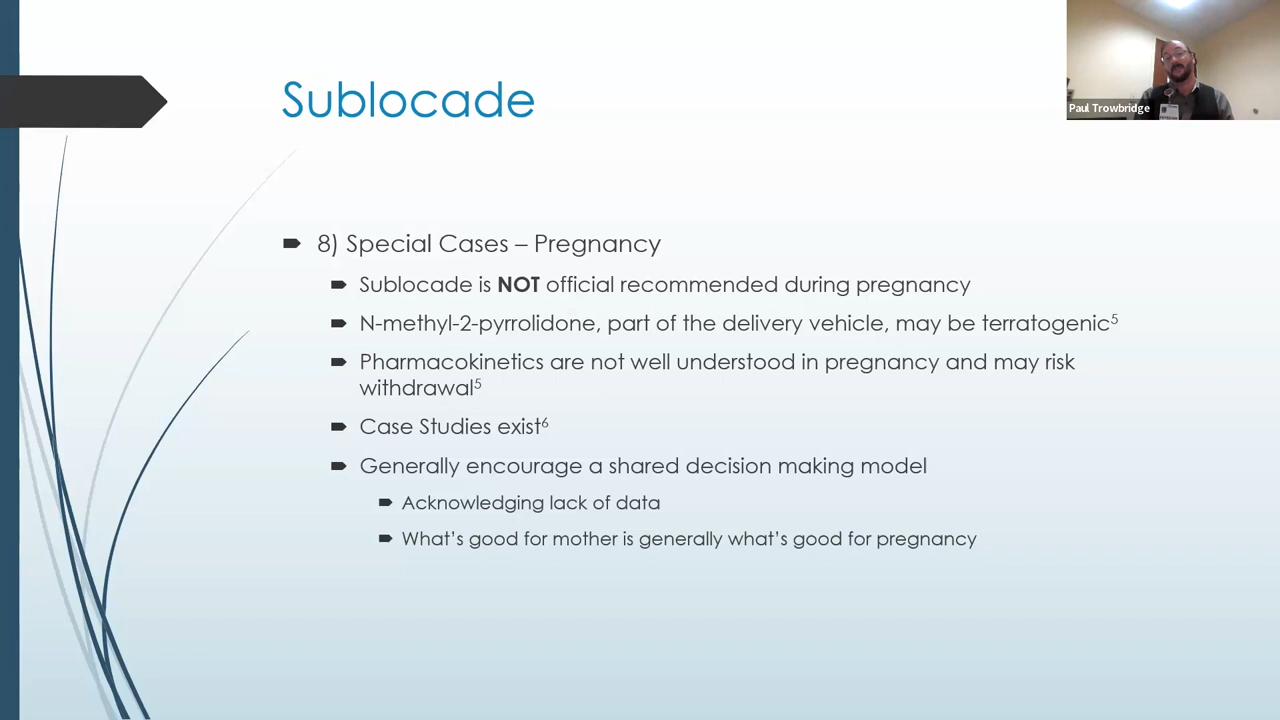 Sublocade
Paul Trowbridge
8) Special Cases – Pregnancy
Sublocade is NOT official recommended during pregnancy
N-methyl-2-pyrrolidone, part of the delivery vehicle, may be terratogenic⁵
Pharmacokinetics are not well understood in pregnancy and may risk
withdrawal⁵
Case Studies exist⁶
Generally encourage a shared decision making model
Acknowledging lack of data
What's good for mother is generally what's good for pregnancy